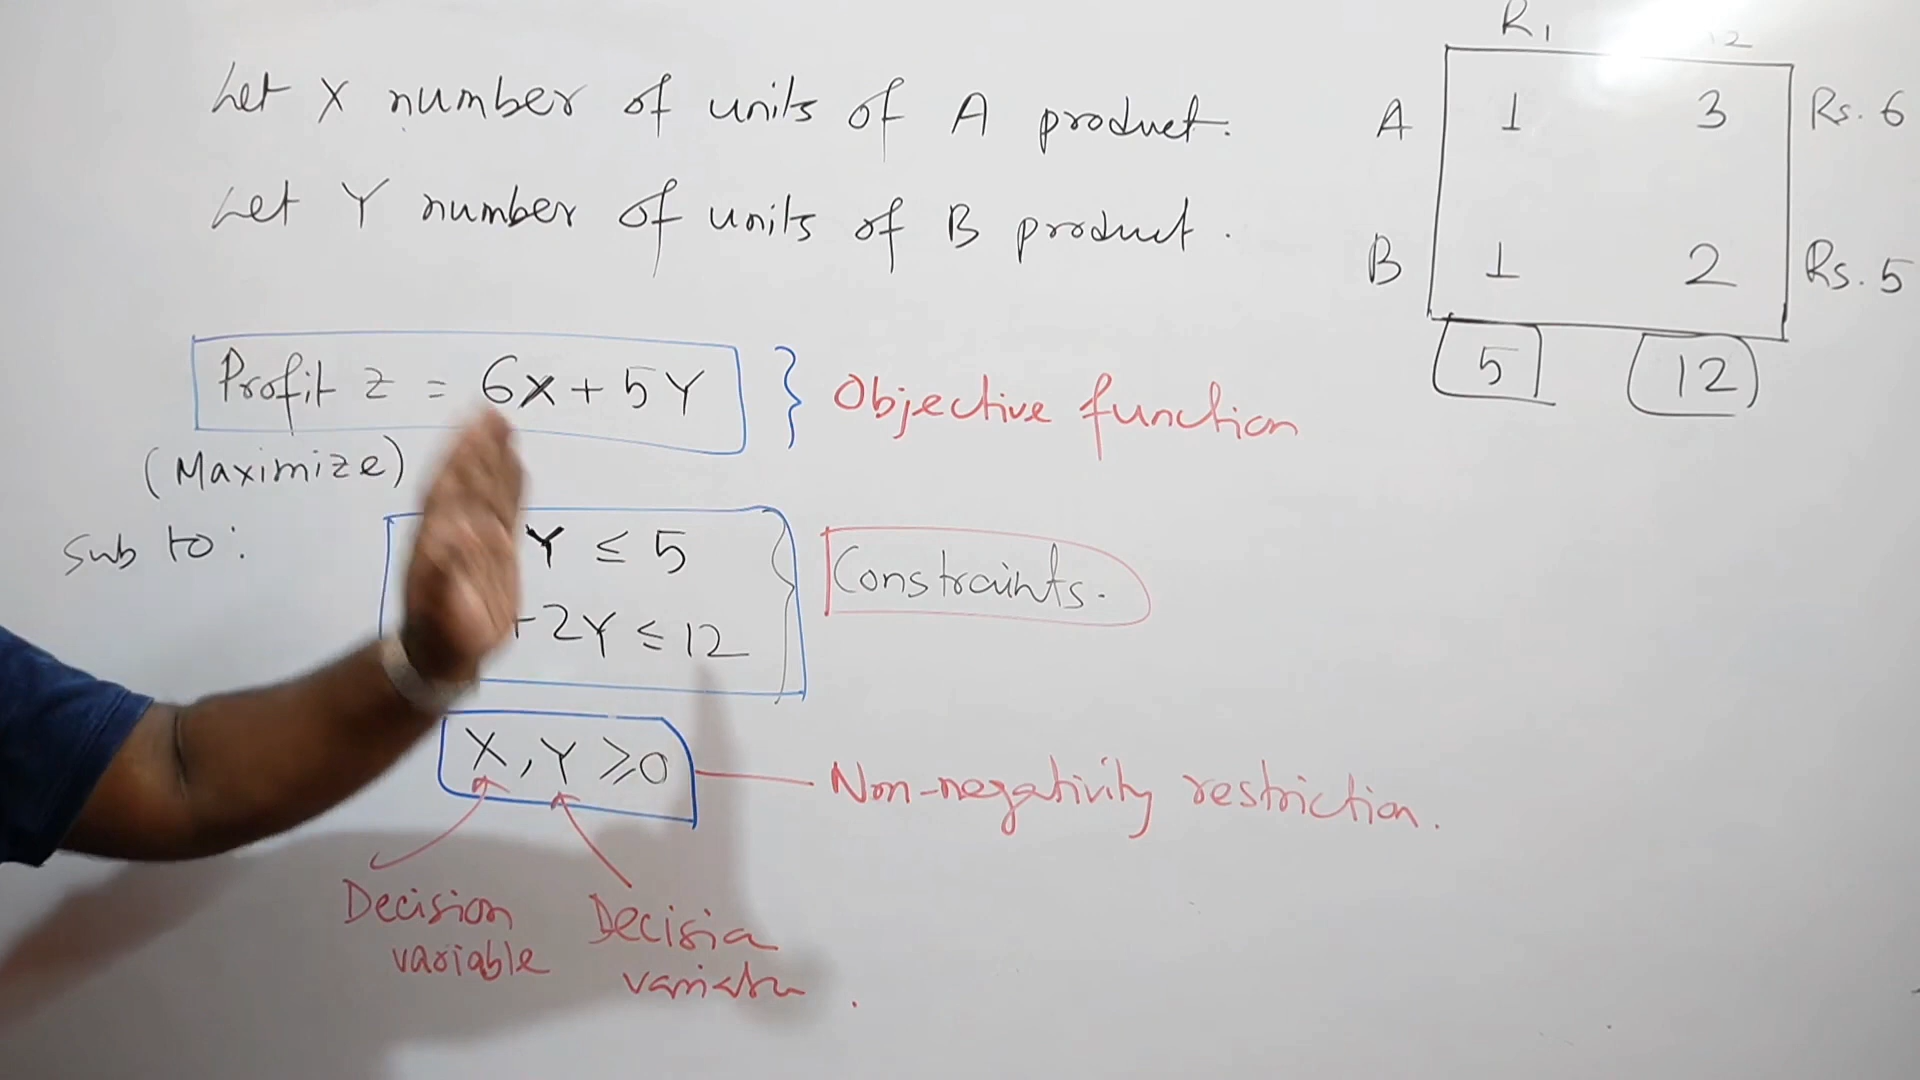 Let X number of units of A product.
Let Y number of units of B product.
Profit z = 6X + 5Y
Objective function
(Maximize)
Sub to:
Y ≤ 5
+2Y ≤ 12
Constraints.
X, Y ≥ 0
Non-negativity restriction.
Decision
variable
Decision
R1
A 1 3 Rs. 6
B 1 2 Rs. 5
5 12